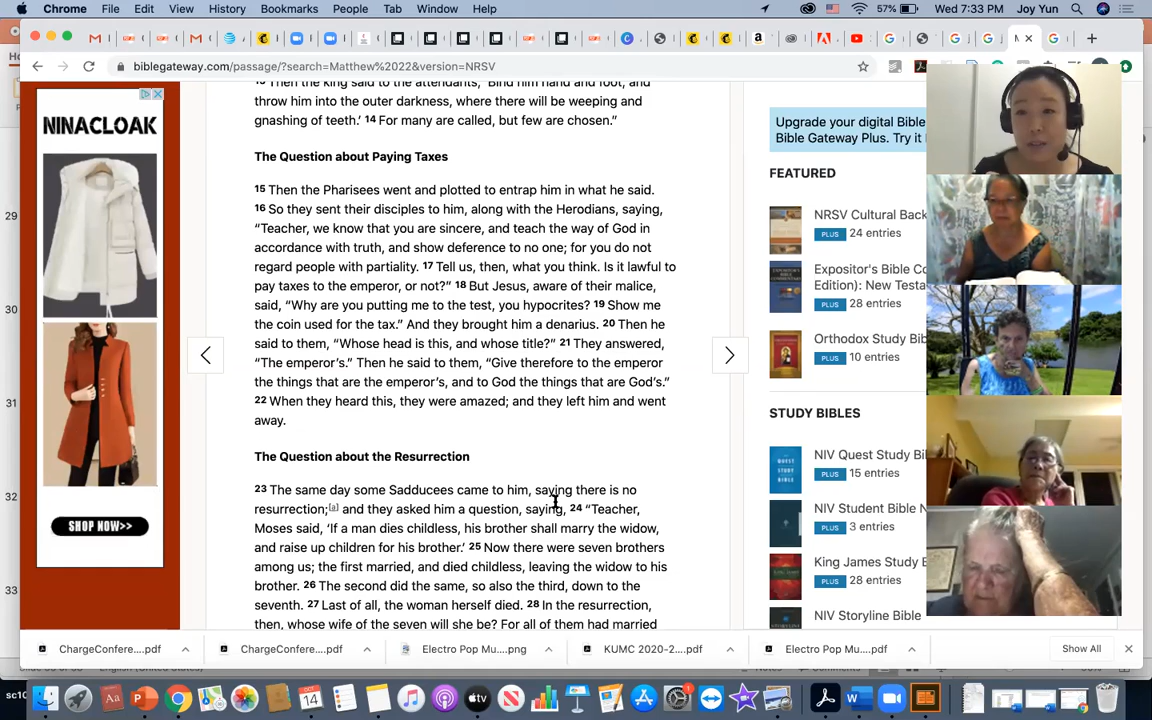 Chrome File Edit View History Bookmarks People Tab Window Help 57% Wed 7:33 PM Joy Yun
biblegateway.com/passage/?search=Matthew%2022&version=NRSV
NINACLOAK
SHOP NOW>>
13 Then the king said to the attendants, ‘Bind him hand and foot, and
throw him into the outer darkness, where there will be weeping and
gnashing of teeth.’ 14 For many are called, but few are chosen.”
The Question about Paying Taxes
15 Then the Pharisees went and plotted to entrap him in what he said.
16 So they sent their disciples to him, along with the Herodians, saying,
“Teacher, we know that you are sincere, and teach the way of God in
accordance with truth, and show deference to no one; for you do not
regard people with partiality. 17 Tell us, then, what you think. Is it lawful to
pay taxes to the emperor, or not?” 18 But Jesus, aware of their malice,
said, “Why are you putting me to the test, you hypocrites? 19 Show me
the coin used for the tax.” And they brought him a denarius. 20 Then he
said to them, “Whose head is this, and whose title?” 21 They answered,
“The emperor’s.” Then he said to them, “Give therefore to the emperor
the things that are the emperor’s, and to God the things that are God’s.”
22 When they heard this, they were amazed; and they left him and went
away.
The Question about the Resurrection
23 The same day some Sadducees came to him, saying there is no
resurrection;[a] and they asked him a question, saying, 24 “Teacher,
Moses said, ‘If a man dies childless, his brother shall marry the widow,
and raise up children for his brother.’ 25 Now there were seven brothers
among us; the first married, and died childless, leaving the widow to his
brother. 26 The second did the same, so also the third, down to the
seventh. 27 Last of all, the woman herself died. 28 In the resurrection,
then, whose wife of the seven will she be? For all of them had married
Upgrade your digital Bible
Bible Gateway Plus. Try it
FEATURED
NRSV Cultural Back
PLUS 24 entries
Expositor's Bible Co
Edition): New Testa
PLUS 28 entries
Orthodox Study Bib
PLUS 10 entries
STUDY BIBLES
NIV Quest Study Bi
PLUS 15 entries
NIV Student Bible N
PLUS 3 entries
King James Study B
PLUS 28 entries
NIV Storyline Bible
29
30
31
32
33
ChargeConfere....pdf
ChargeConfere....pdf
Electro Pop Mu....png
KUMC 2020-2....pdf
Electro Pop Mu....pdf
Show All
OCT
14